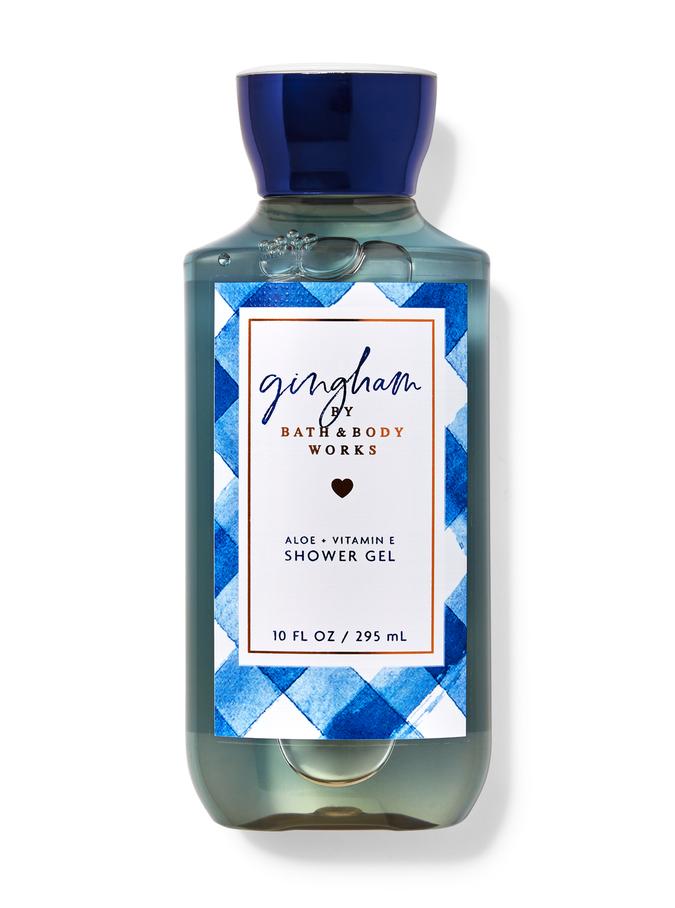 gingham
BY
BATH & BODY
WORKS
ALOE + VITAMIN E
SHOWER GEL
10 FL OZ / 295 mL